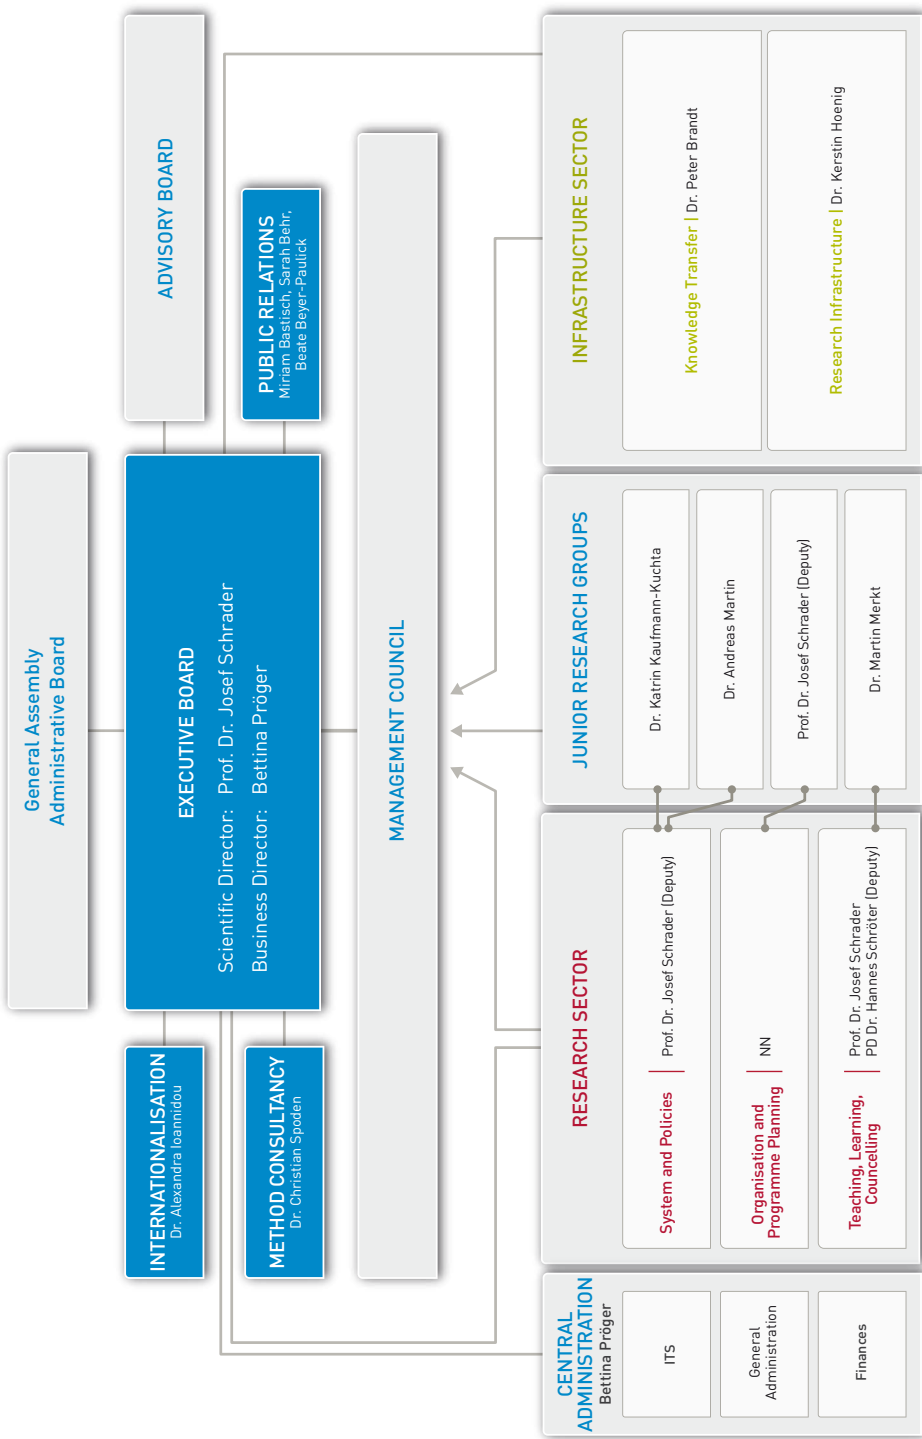 General Assembly
Administrative Board
ADVISORY BOARD
INTERNATIONALISATION
Dr. Alexandra Ioannidou
EXECUTIVE BOARD
Scientific Director: Prof. Dr. Josef Schrader
Business Director: Bettina Pröger
METHOD CONSULTANCY
Dr. Christian Spoden
PUBLIC RELATIONS
Miriam Bastisch, Sarah Behr,
Beate Beyer-Paulick
MANAGEMENT COUNCIL
CENTRAL
ADMINISTRATION
Bettina Pröger
ITS
General
Administration
Finances
RESEARCH SECTOR
System and Policies | Prof. Dr. Josef Schrader (Deputy)
Organisation and
Programme Planning | NN
Teaching, Learning,
Councelling
Prof. Dr. Josef Schrader
PD Dr. Hannes Schröter (Deputy)
JUNIOR RESEARCH GROUPS
Dr. Katrin Kaufmann-Kuchta
Dr. Andreas Martin
Prof. Dr. Josef Schrader (Deputy)
Dr. Martin Merkt
INFRASTRUCTURE SECTOR
Knowledge Transfer | Dr. Peter Brandt
Research Infrastructure | Dr. Kerstin Hoenig